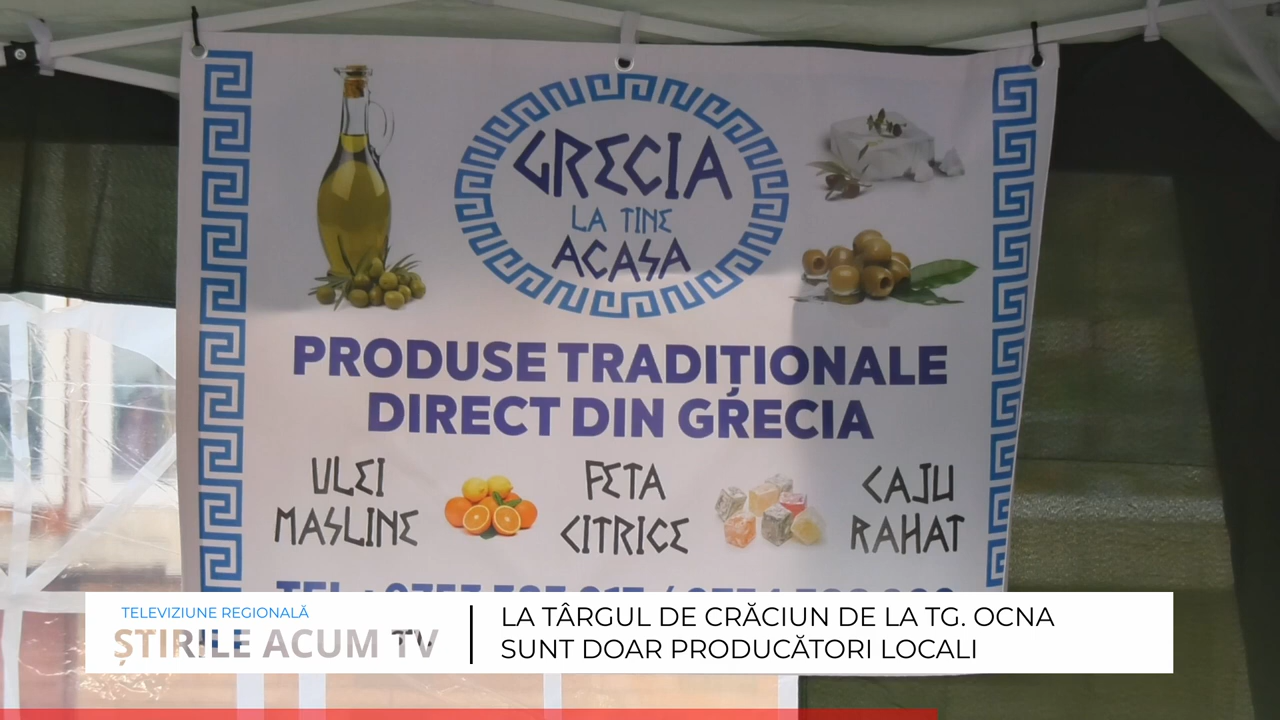 GRECIA
LA TINE
ACASA
PRODUSE TRADIȚIONALE
DIRECT DIN GRECIA
ULEI
MASLINE
FETA
CITRICE
CAJU
RAHAT
TEL
TELEVIZIUNE REGIONALĂ
ȘTIRILE ACUM TV
LA TÂRGUL DE CRĂCIUN DE LA TG. OCNA
SUNT DOAR PRODUCĂTORI LOCALI